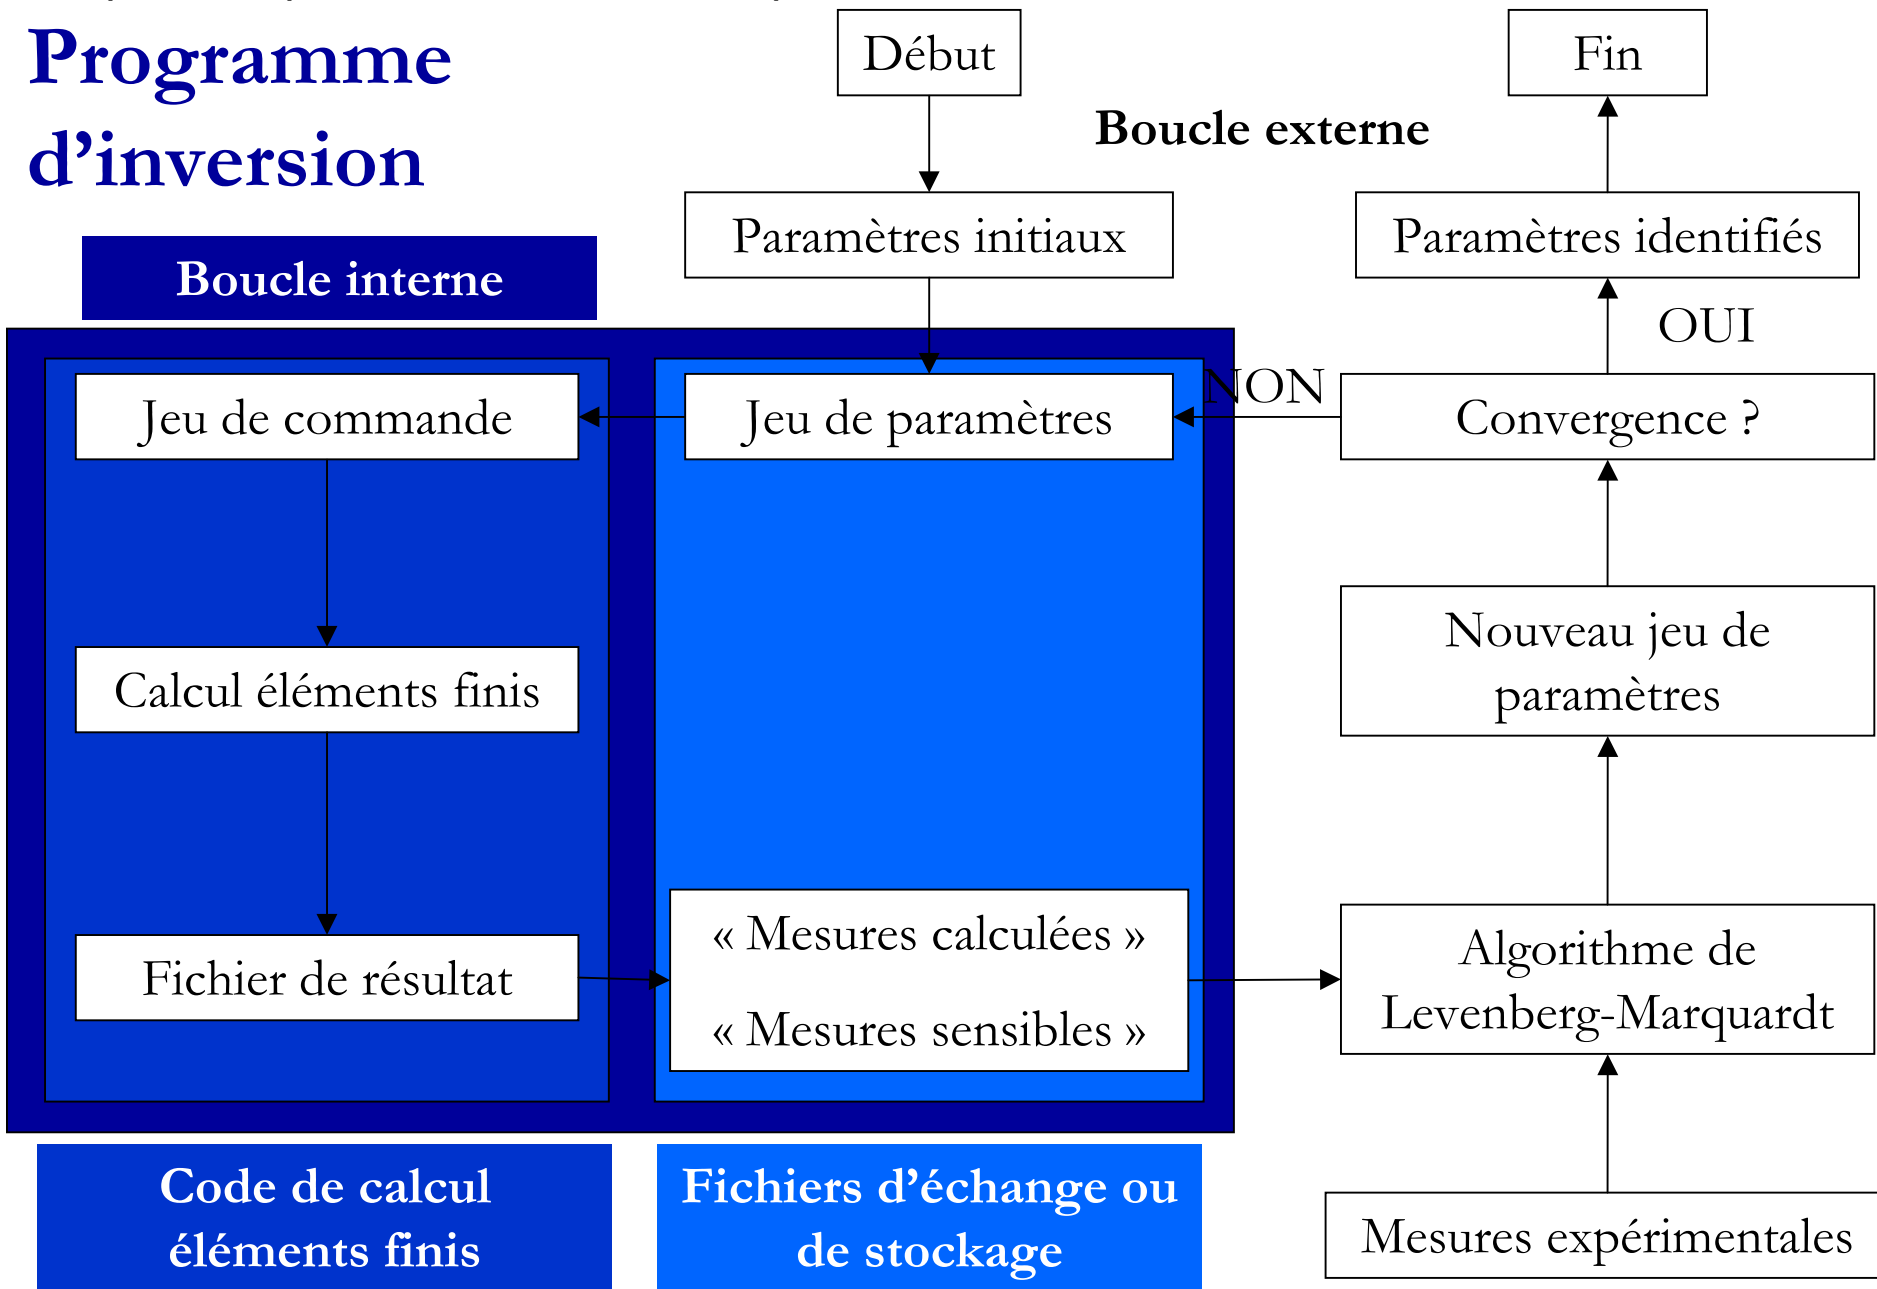 Programme
d’inversion
Début
Fin
Boucle externe
Paramètres initiaux
Paramètres identifiés
Boucle interne
OUI
NON
Jeu de commande
Jeu de paramètres
Convergence ?
Calcul éléments finis
Nouveau jeu de
paramètres
« Mesures calculées »
« Mesures sensibles »
Fichier de résultat
Algorithme de
Levenberg-Marquardt
Code de calcul
éléments finis
Fichiers d’échange ou
de stockage
Mesures expérimentales